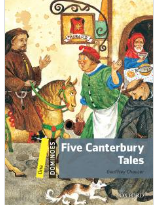 DOMINOES
Five Canterbury
Tales
Geoffrey Chaucer
OXFORD